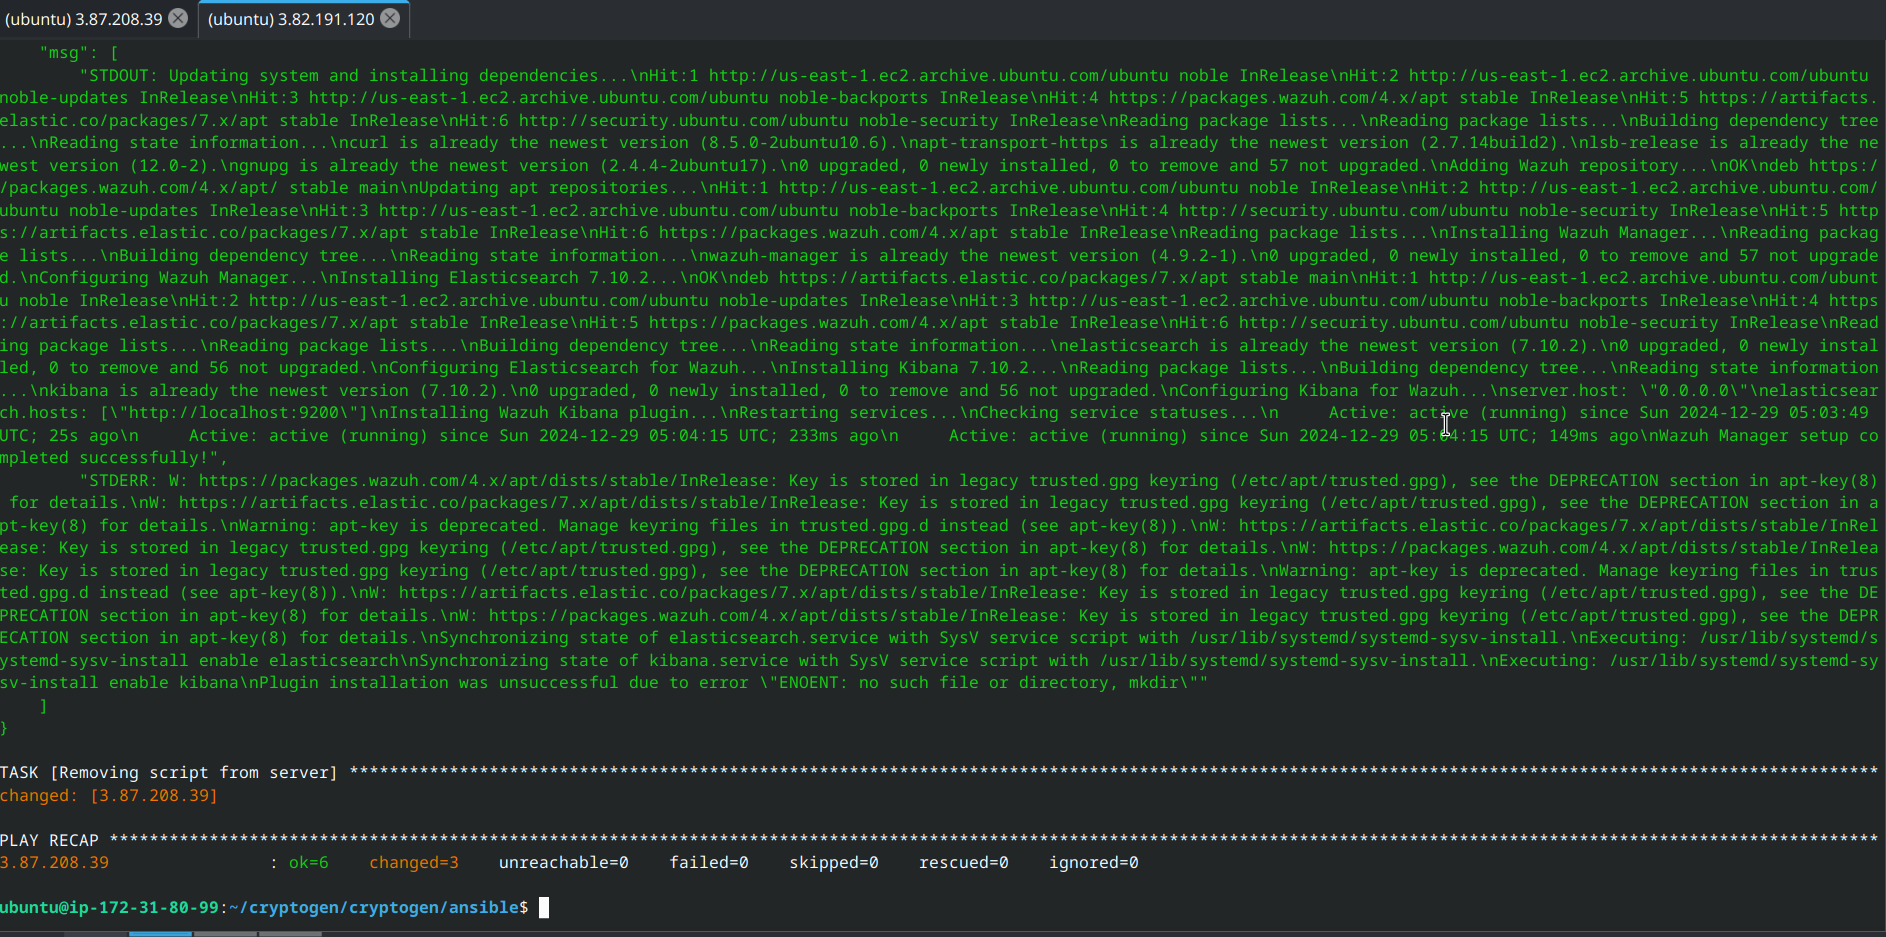 (ubuntu) 3.87.208.39 (ubuntu) 3.82.191.120
    "msg": [
        "STDOUT: Updating system and installing dependencies...\nHit:1 http://us-east-1.ec2.archive.ubuntu.com/ubuntu noble InRelease\nHit:2 http://us-east-1.ec2.archive.ubuntu.com/ubuntu
noble-updates InRelease\nHit:3 http://us-east-1.ec2.archive.ubuntu.com/ubuntu noble-backports InRelease\nHit:4 https://packages.wazuh.com/4.x/apt stable InRelease\nHit:5 https://artifacts.
elastic.co/packages/7.x/apt stable InRelease\nHit:6 http://security.ubuntu.com/ubuntu noble-security InRelease\nReading package lists...\nReading package lists...\nBuilding dependency tree
...\nReading state information...\ncurl is already the newest version (8.5.0-2ubuntu10.6).\napt-transport-https is already the newest version (2.7.14build2).\nlsb-release is already the ne
west version (12.0-2).\ngnupg is already the newest version (2.4.4-2ubuntu17).\n0 upgraded, 0 newly installed, 0 to remove and 57 not upgraded.\nAdding Wazuh repository...\nOK\ndeb https:/
/packages.wazuh.com/4.x/apt/ stable main\nUpdating apt repositories...\nHit:1 http://us-east-1.ec2.archive.ubuntu.com/ubuntu noble InRelease\nHit:2 http://us-east-1.ec2.archive.ubuntu.com/
ubuntu noble-updates InRelease\nHit:3 http://us-east-1.ec2.archive.ubuntu.com/ubuntu noble-backports InRelease\nHit:4 http://security.ubuntu.com/ubuntu noble-security InRelease\nHit:5 http
s://artifacts.elastic.co/packages/7.x/apt stable InRelease\nHit:6 https://packages.wazuh.com/4.x/apt stable InRelease\nReading package lists...\nInstalling Wazuh Manager...\nReading packag
e lists...\nBuilding dependency tree...\nReading state information...\nwazuh-manager is already the newest version (4.9.2-1).\n0 upgraded, 0 newly installed, 0 to remove and 57 not upgrade
d.\nConfiguring Wazuh Manager...\nInstalling Elasticsearch 7.10.2...\nOK\ndeb https://artifacts.elastic.co/packages/7.x/apt stable main\nHit:1 http://us-east-1.ec2.archive.ubuntu.com/ubunt
u noble InRelease\nHit:2 http://us-east-1.ec2.archive.ubuntu.com/ubuntu noble-updates InRelease\nHit:3 http://us-east-1.ec2.archive.ubuntu.com/ubuntu noble-backports InRelease\nHit:4 https
://artifacts.elastic.co/packages/7.x/apt stable InRelease\nHit:5 https://packages.wazuh.com/4.x/apt stable InRelease\nHit:6 http://security.ubuntu.com/ubuntu noble-security InRelease\nRead
ing package lists...\nReading package lists...\nBuilding dependency tree...\nReading state information...\nelasticsearch is already the newest version (7.10.2).\n0 upgraded, 0 newly instal
led, 0 to remove and 56 not upgraded.\nConfiguring Elasticsearch for Wazuh...\nInstalling Kibana 7.10.2...\nReading package lists...\nBuilding dependency tree...\nReading state information
...\nkibana is already the newest version (7.10.2).\n0 upgraded, 0 newly installed, 0 to remove and 56 not upgraded.\nConfiguring Kibana for Wazuh...\nserver.host: \"0.0.0.0\"\nelasticsear
ch.hosts: [\"http://localhost:9200\"]\nInstalling Wazuh Kibana plugin...\nRestarting services...\nChecking service statuses...\n     Active: active (running) since Sun 2024-12-29 05:03:49
UTC; 25s ago\n     Active: active (running) since Sun 2024-12-29 05:04:15 UTC; 233ms ago\n     Active: active (running) since Sun 2024-12-29 05:04:15 UTC; 149ms ago\nWazuh Manager setup co
mpleted successfully!",
        "STDERR: W: https://packages.wazuh.com/4.x/apt/dists/stable/InRelease: Key is stored in legacy trusted.gpg keyring (/etc/apt/trusted.gpg), see the DEPRECATION section in apt-key(8)
 for details.\nW: https://artifacts.elastic.co/packages/7.x/apt/dists/stable/InRelease: Key is stored in legacy trusted.gpg keyring (/etc/apt/trusted.gpg), see the DEPRECATION section in a
pt-key(8) for details.\nWarning: apt-key is deprecated. Manage keyring files in trusted.gpg.d instead (see apt-key(8)).\nW: https://artifacts.elastic.co/packages/7.x/apt/dists/stable/InRel
ease: Key is stored in legacy trusted.gpg keyring (/etc/apt/trusted.gpg), see the DEPRECATION section in apt-key(8) for details.\nW: https://packages.wazuh.com/4.x/apt/dists/stable/InRelea
se: Key is stored in legacy trusted.gpg keyring (/etc/apt/trusted.gpg), see the DEPRECATION section in apt-key(8) for details.\nWarning: apt-key is deprecated. Manage keyring files in trus
ted.gpg.d instead (see apt-key(8)).\nW: https://artifacts.elastic.co/packages/7.x/apt/dists/stable/InRelease: Key is stored in legacy trusted.gpg keyring (/etc/apt/trusted.gpg), see the DE
PRECATION section in apt-key(8) for details.\nW: https://packages.wazuh.com/4.x/apt/dists/stable/InRelease: Key is stored in legacy trusted.gpg keyring (/etc/apt/trusted.gpg), see the DEPR
ECATION section in apt-key(8) for details.\nSynchronizing state of elasticsearch.service with SysV service script with /usr/lib/systemd/systemd-sysv-install.\nExecuting: /usr/lib/systemd/s
ystemd-sysv-install enable elasticsearch\nSynchronizing state of kibana.service with SysV service script with /usr/lib/systemd/systemd-sysv-install.\nExecuting: /usr/lib/systemd/systemd-sy
sv-install enable kibana\nPlugin installation was unsuccessful due to error \"ENOENT: no such file or directory, mkdir\""
    ]
}
TASK [Removing script from server] *********************************************************************************************************************************************************
changed: [3.87.208.39]
PLAY RECAP *********************************************************************************************************************************************************************************
3.87.208.39                : ok=6    changed=3    unreachable=0    failed=0    skipped=0    rescued=0    ignored=0
ubuntu@ip-172-31-80-99:~/cryptogen/cryptogen/ansible$